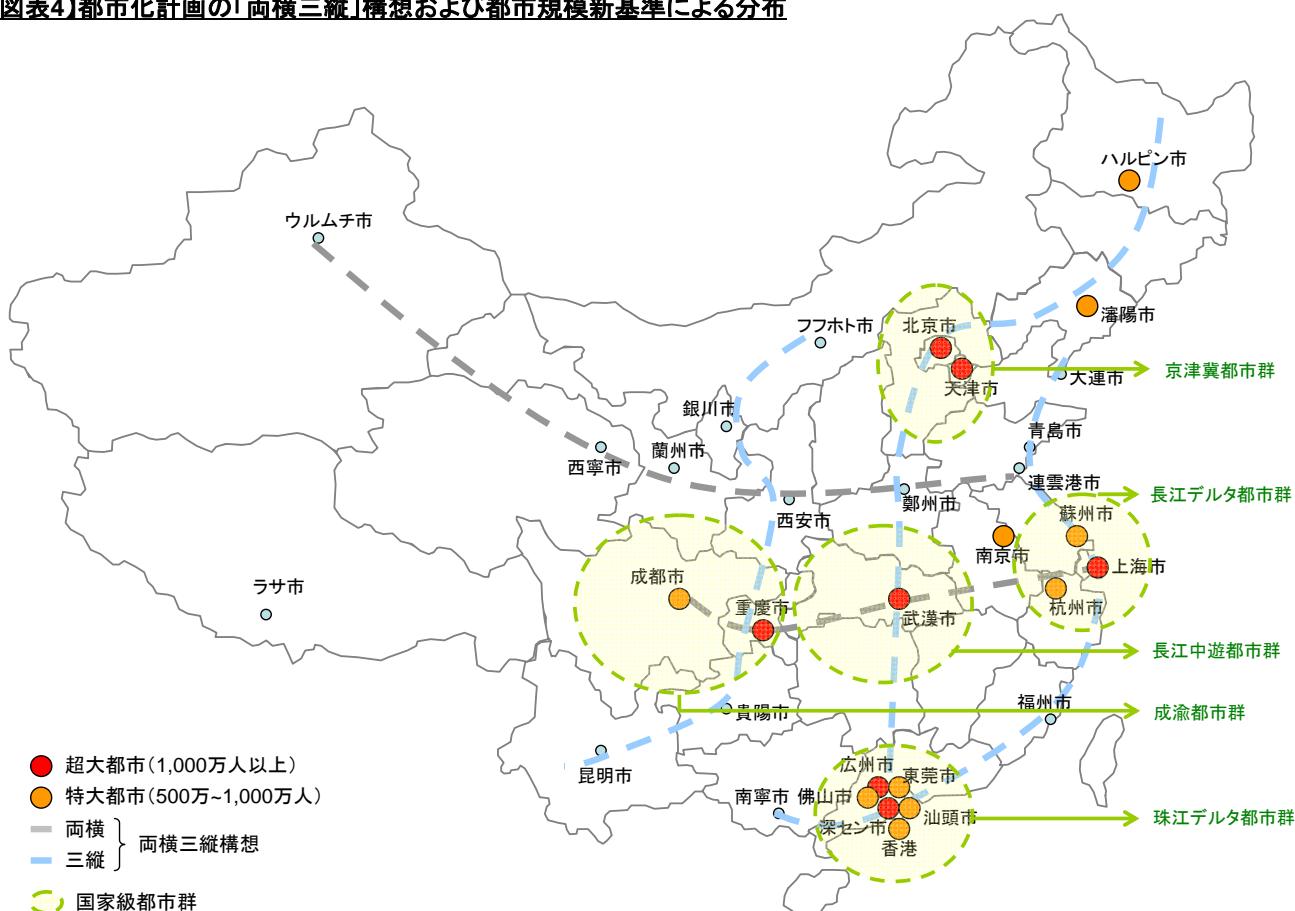 図表4】都市化計画の「両横三縦」構想および都市規模新基準による分布
ハルピン市
ウルムチ市
瀋陽市
フフホト市
北京市
京津冀都市群
大連市
天津市
銀川市
青島市
蘭州市
西寧市
連雲港市
長江デルタ都市群
鄭州市
蘇州市
西安市
南京市
上海市
成都市
ラサ市
重慶市
杭州市
武漢市
長江中遊都市群
福州市
貴陽市
成渝都市群
超大都市(1,000万人以上)
昆明市
広州市
東莞市
特大都市(500万~1,000万人)
南寧市
佛山市
汕頭市
珠江デルタ都市群
両横
深セン市
両横三縦構想
香港
三縦
国家級都市群